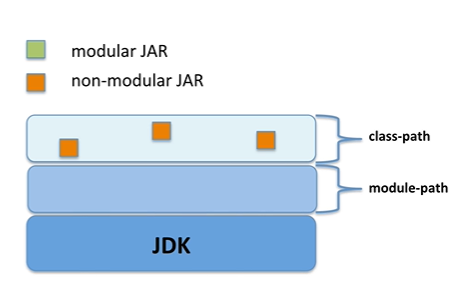 modular JAR
non-modular JAR
class-path
module-path
JDK